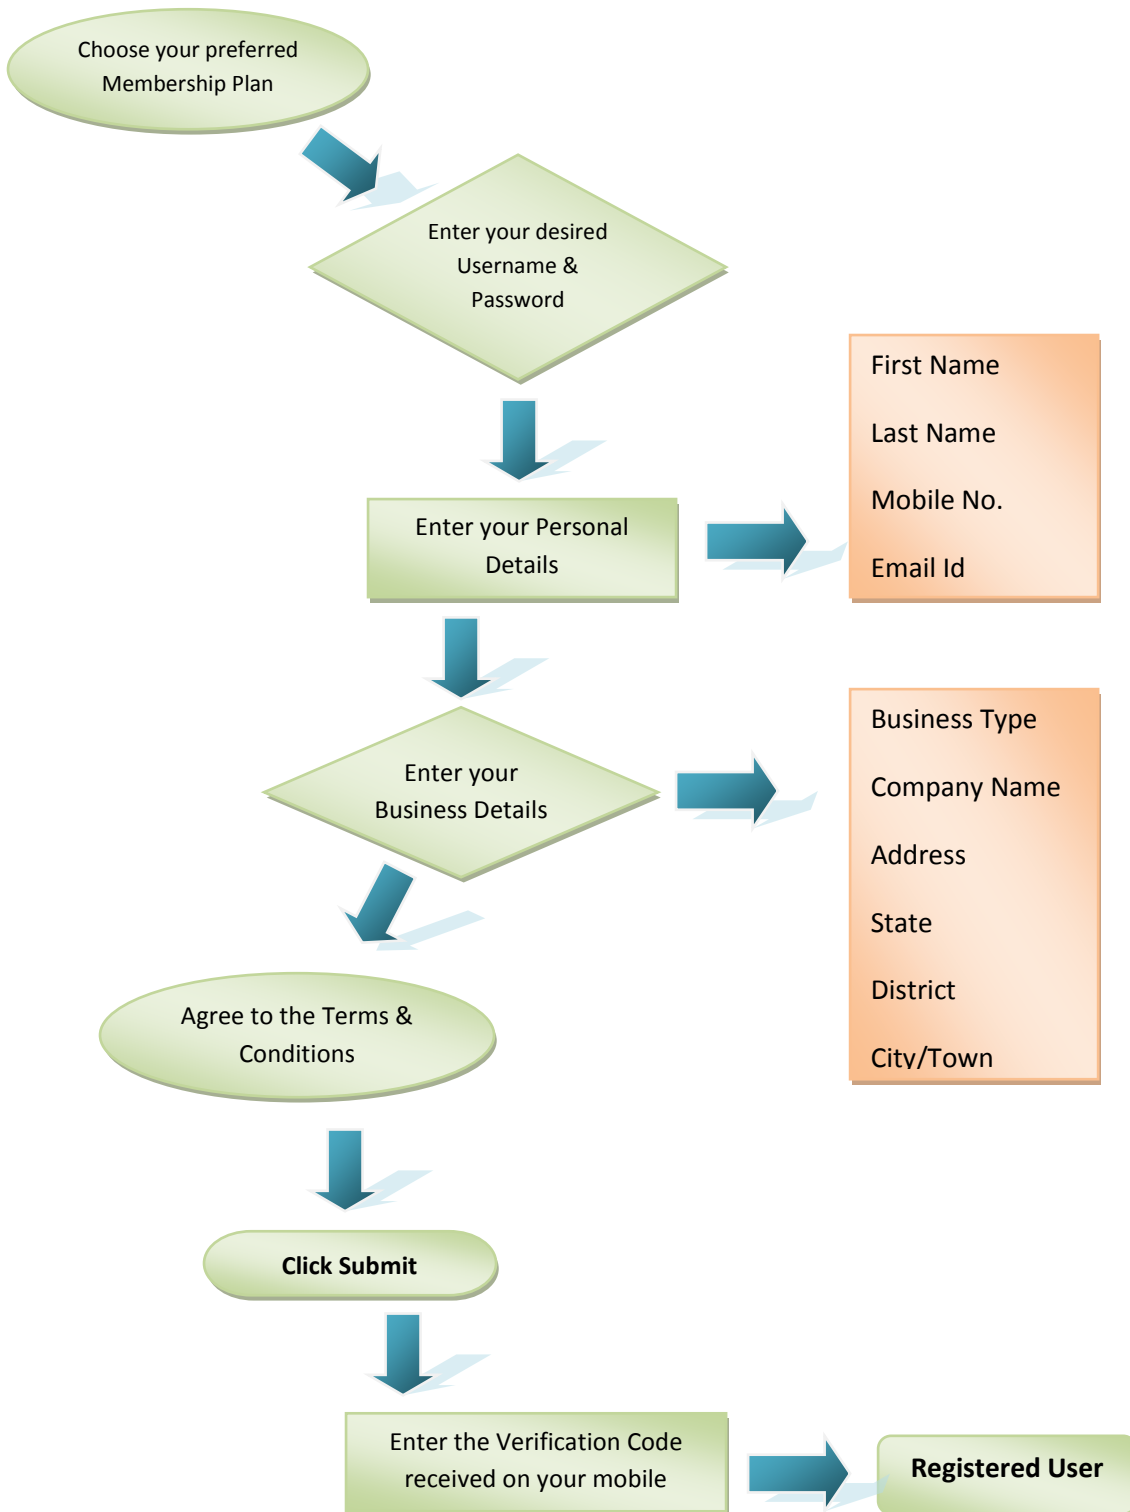 Choose your preferred
Membership Plan
Enter your desired
Username &
Password
First Name
Last Name
Mobile No.
Email Id
Enter your Personal
Details
Business Type
Company Name
Address
State
District
City/Town
Enter your
Business Details
Agree to the Terms &
Conditions
Click Submit
Enter the Verification Code
received on your mobile
Registered User